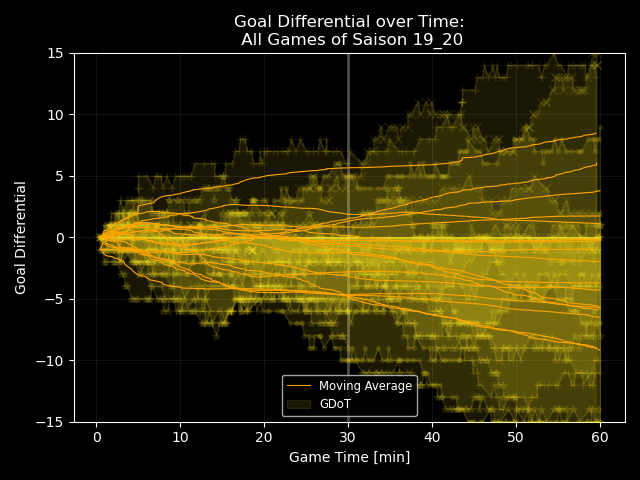 Goal Differential over Time:
All Games of Saison 19_20
15
10
5
0
−5
−10
−15
Goal Differential
0
10
20
30
40
50
60
Game Time [min]
Moving Average
GDoT